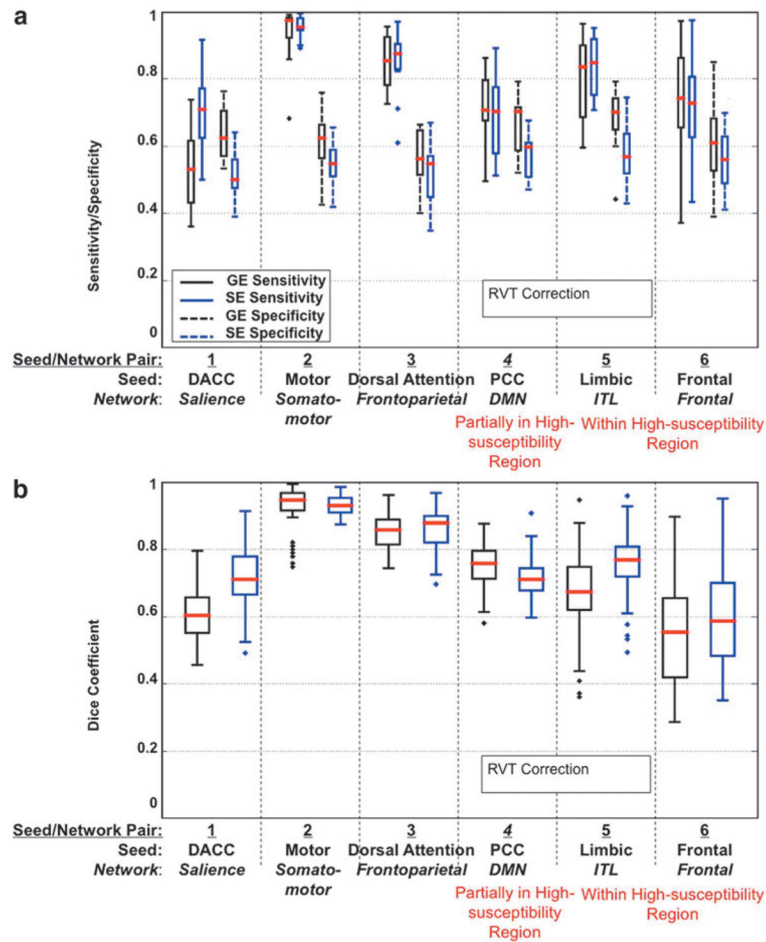 a
1
0.8
0.6
0.4
0.2
0
Sensitivity/Specificity
GE Sensitivity
SE Sensitivity
GE Specificity
SE Specificity
RVT Correction
Seed/Network Pair: 1 2 3 4 5 6
Seed: DACC Motor Dorsal Attention PCC Limbic Frontal
Network: Salience Somato- Frontoparietal DMN ITL Frontal
motor
Partially in High- Within High-susceptibility
susceptibility Region
Region
b
1
0.8
0.6
0.4
0.2
0
Dice Coefficient
RVT Correction
Seed/Network Pair: 1 2 3 4 5 6
Seed: DACC Motor Dorsal Attention PCC Limbic Frontal
Network: Salience Somato- Frontoparietal DMN ITL Frontal
motor
Partially in High- Within High-susceptibility
susceptibility Region
Region